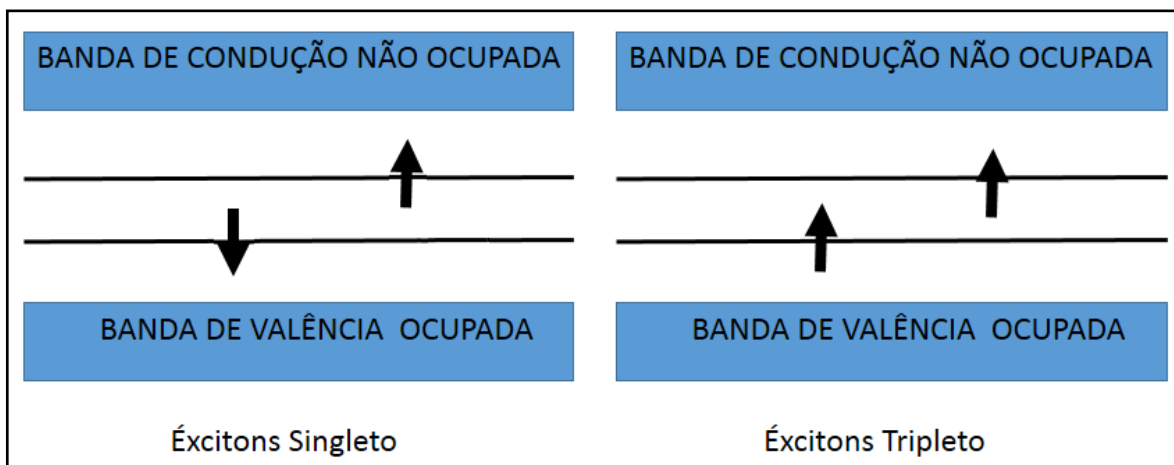 BANDA DE CONDUÇÃO NÃO OCUPADA
BANDA DE VALÊNCIA OCUPADA
Éxcitons Singleto
BANDA DE CONDUÇÃO NÃO OCUPADA
BANDA DE VALÊNCIA OCUPADA
Éxcitons Tripleto